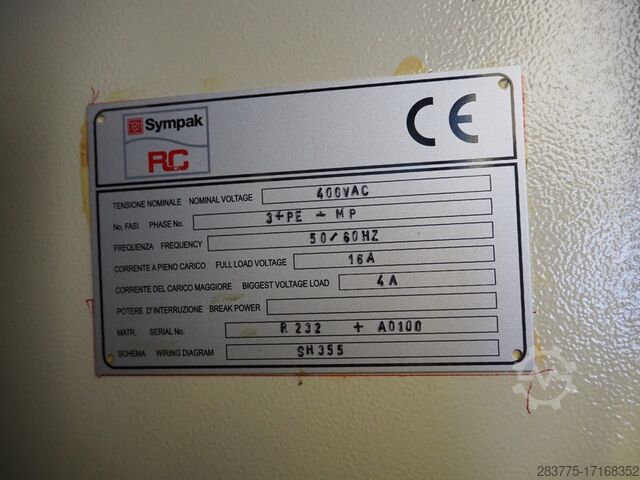 Sympak
RC
CE
TENSIONE NOMINALE NOMINAL VOLTAGE 400VAC
No. FASI PHASE No. 3+PE + MP
FREQUENZA FREQUENCY 50/60HZ
CORRENTE A PIENO CARICO FULL LOAD VOLTAGE 16A
CORRENTE DEL CARICO MAGGIORE BIGGEST VOLTAGE LOAD 4A
POTERE D'INTERRUZIONE BREAK POWER
MATR. SERIAL No. R232 + A0100
SCHEMA WIRING DIAGRAM SH355
283775-17168352